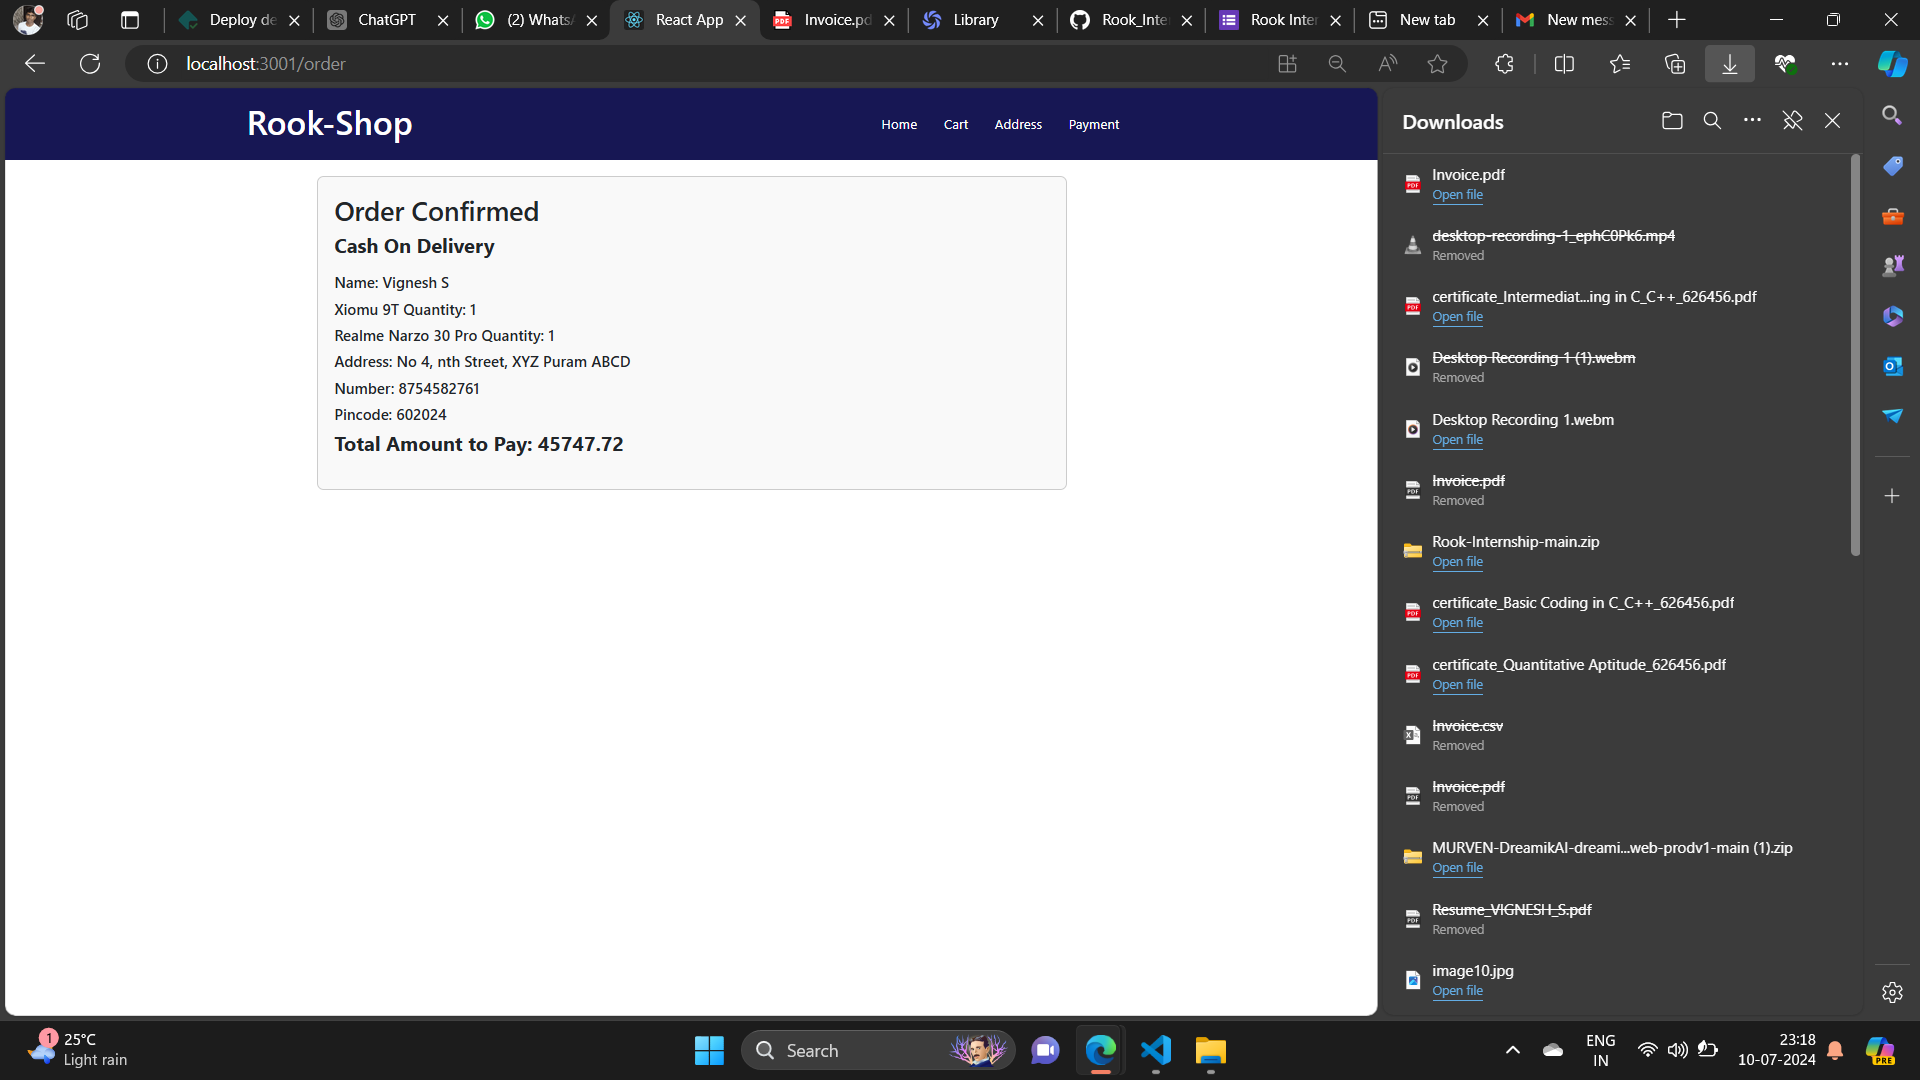 Deploy de
ChatGPT
(2) WhatsA
React App
Invoice.pd
Library
Rook_Inte
Rook Inter
New tab
New mess
localhost:3001/order
Rook-Shop
Home
Cart
Address
Payment
Order Confirmed
Cash On Delivery
Name: Vignesh S
Xiomu 9T Quantity: 1
Realme Narzo 30 Pro Quantity: 1
Address: No 4, nth Street, XYZ Puram ABCD
Number: 8754582761
Pincode: 602024
Total Amount to Pay: 45747.72
Downloads
Invoice.pdf
Open file
desktop-recording-1_ephC0Pk6.mp4
Removed
certificate_Intermediat...ing in C_C++_626456.pdf
Open file
Desktop Recording 1 (1).webm
Removed
Desktop Recording 1.webm
Open file
Invoice.pdf
Removed
Rook-Internship-main.zip
Open file
certificate_Basic Coding in C_C++_626456.pdf
Open file
certificate_Quantitative Aptitude_626456.pdf
Open file
Invoice.csv
Removed
Invoice.pdf
Removed
MURVEN-DreamikAI-dreami...web-prodv1-main (1).zip
Open file
Resume_VIGNESH_S.pdf
Removed
image10.jpg
Open file
1
25°C
Light rain
Search
ENG
IN
23:18
10-07-2024
PRE